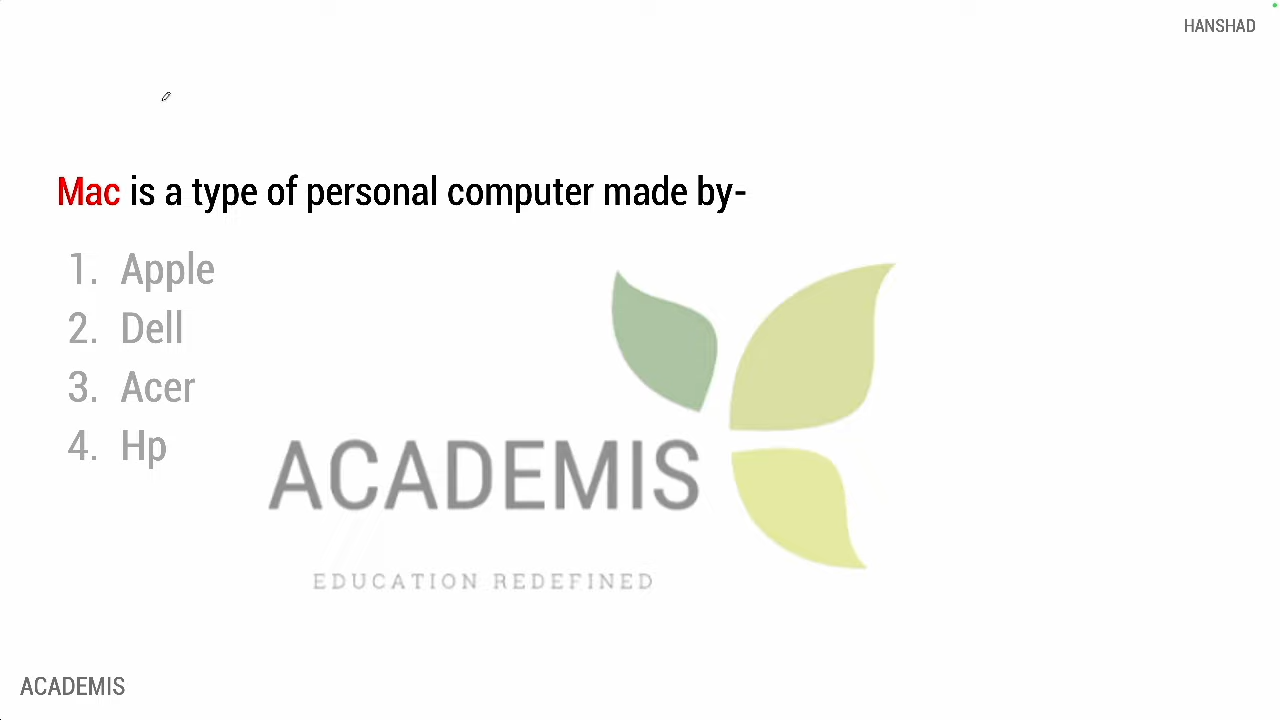 HANSHAD
Mac is a type of personal computer made by-
1. Apple
2. Dell
3. Acer
4. Hp
ACADEMIS
EDUCATION REDEFINED
ACADEMIS